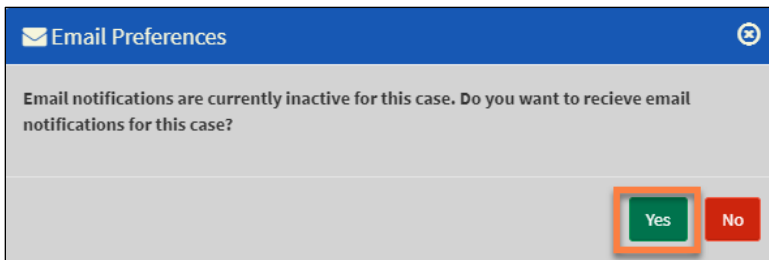 Email Preferences
Email notifications are currently inactive for this case. Do you want to recieve email
notifications for this case?
Yes No